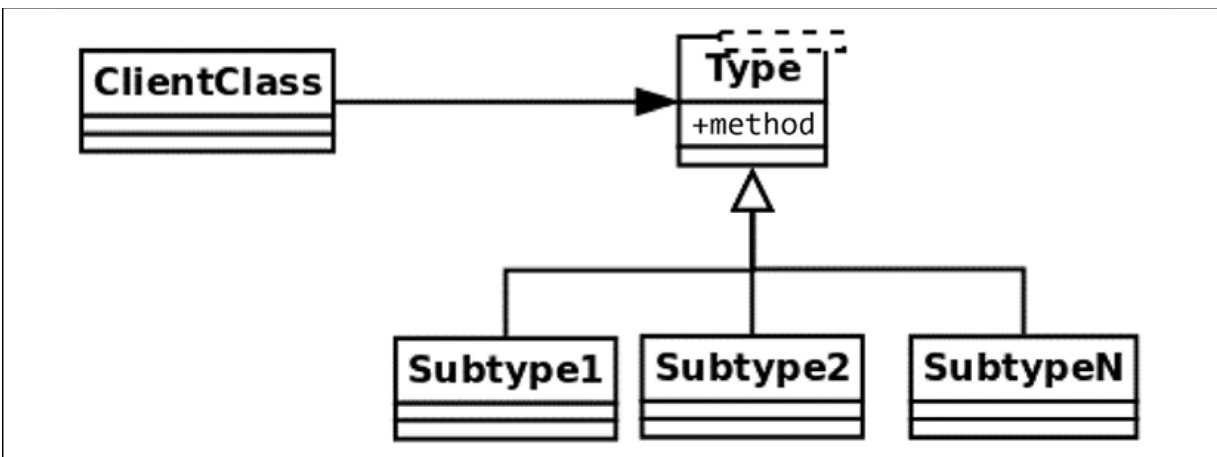 ClientClass
Type
+method
Subtype1
Subtype2
SubtypeN